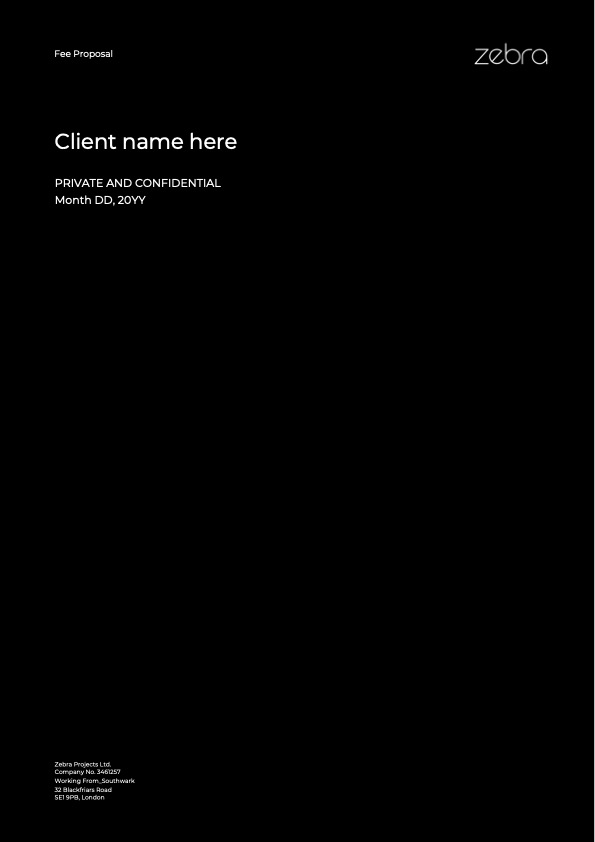 Fee Proposal
zebra
Client name here
PRIVATE AND CONFIDENTIAL
Month DD, 20YY
Zebra Projects Ltd.
Company No. 3461257
Working From_Southwark
32 Blackfriars Road
SE1 9PB, London